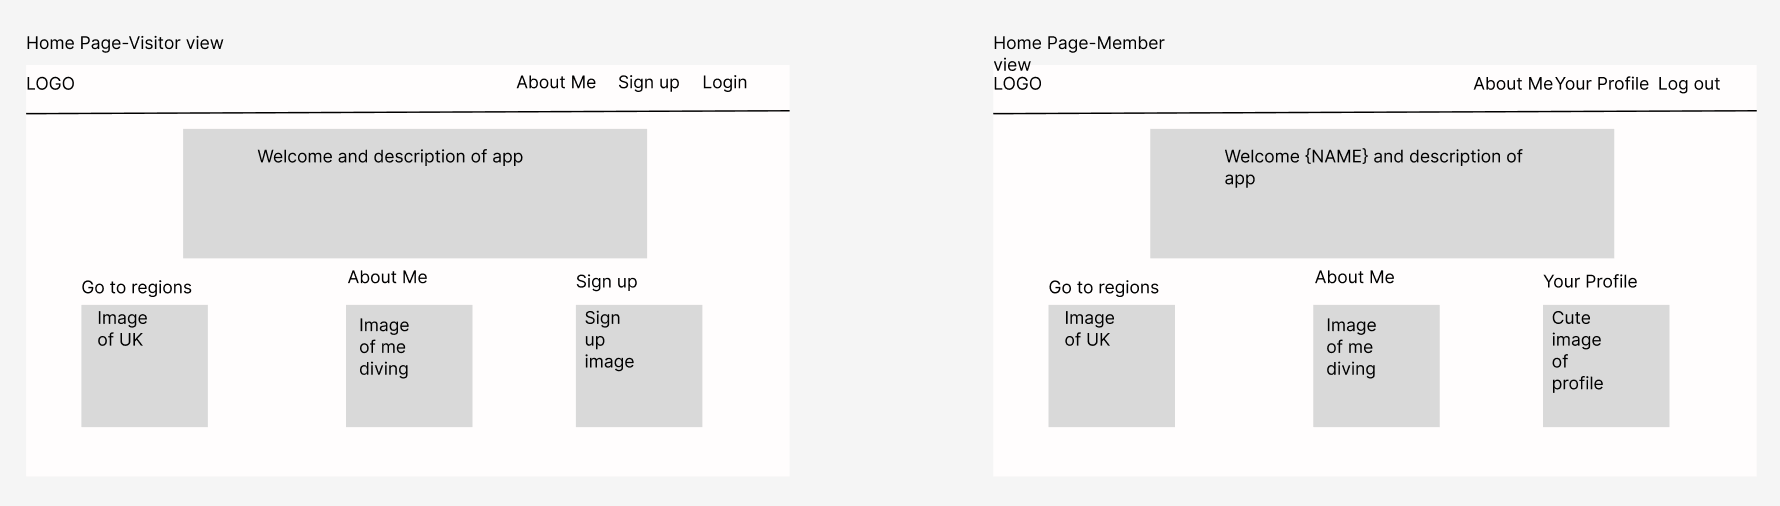 Home Page-Visitor view
LOGO
About Me Sign up Login
Welcome and description of app
Go to regions
About Me
Sign up
Image
of UK
Image
of me
diving
Sign
up
image
Home Page-Member
view
LOGO
About Me Your Profile Log out
Welcome {NAME} and description of
app
Go to regions
About Me
Your Profile
Image
of UK
Image
of me
diving
Cute
image
of
profile